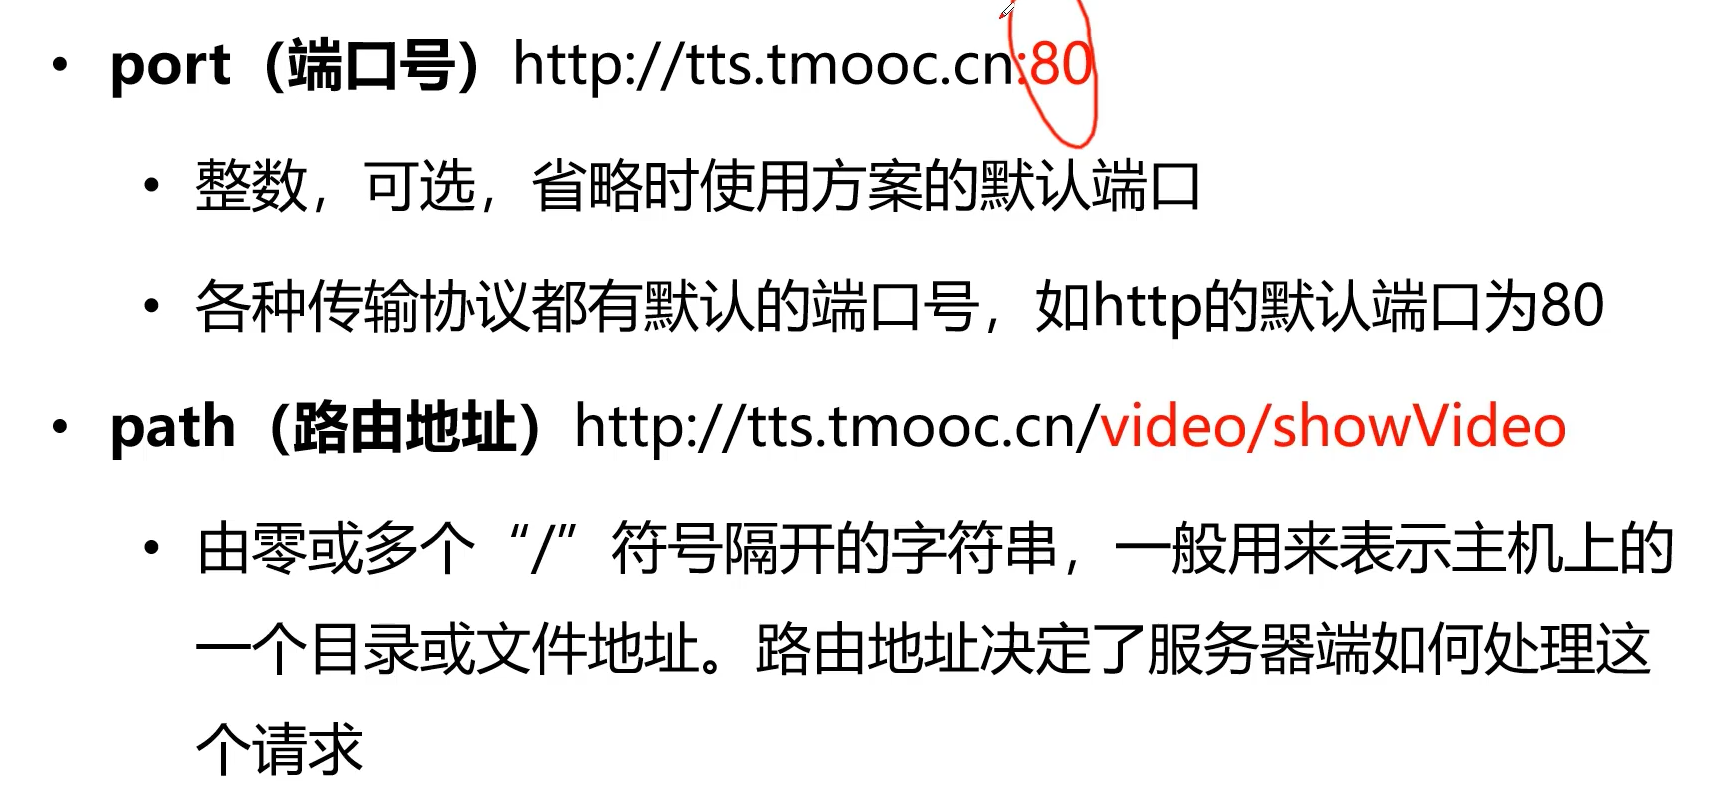 • port（端口号）http://tts.tmooc.cn:80
• 整数，可选，省略时使用方案的默认端口
• 各种传输协议都有默认的端口号，如http的默认端口为80
• path（路由地址）http://tts.tmooc.cn/video/showVideo
• 由零或多个“/”符号隔开的字符串，一般用来表示主机上的
一个目录或文件地址。路由地址决定了服务器端如何处理这
个请求